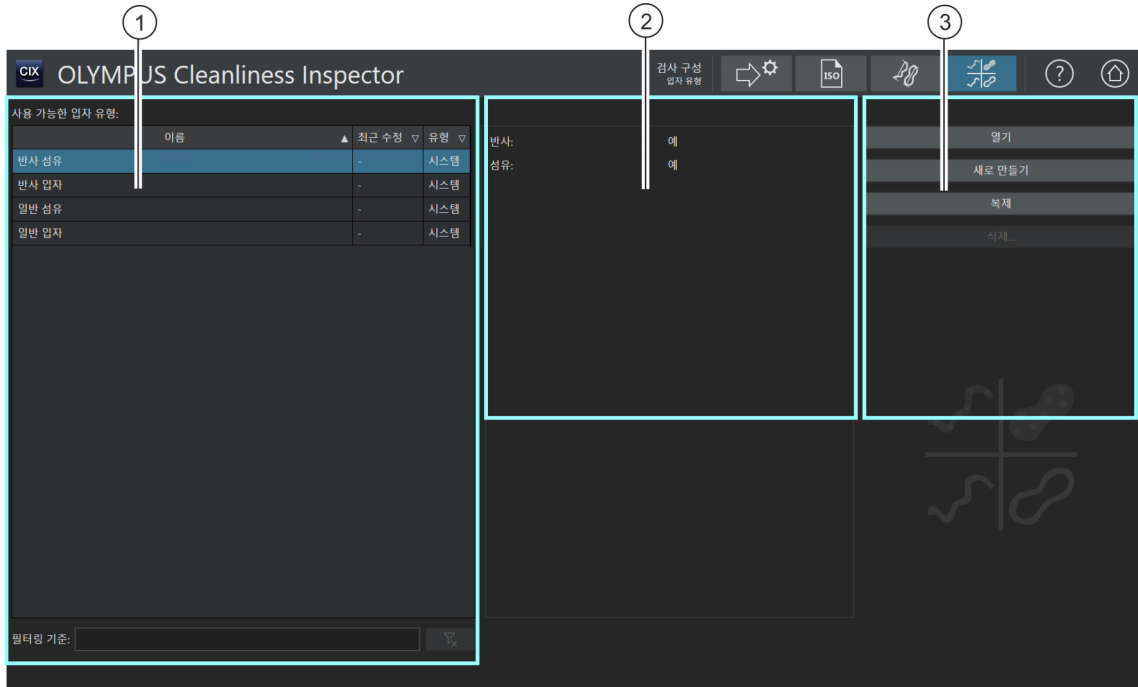 1
2
3
CIX
OLYMPUS Cleanliness Inspector
검사 구성
입자 유형
ISO
?
사용 가능한 입자 유형:
이름 ▲ 최근 수정 ▽ 유형 ▽
반사 섬유 - 시스템
반사 입자 - 시스템
일반 섬유 - 시스템
일반 입자 - 시스템
반사: 예
섬유: 예
열기
새로 만들기
복제
삭제...
필터링 기준: